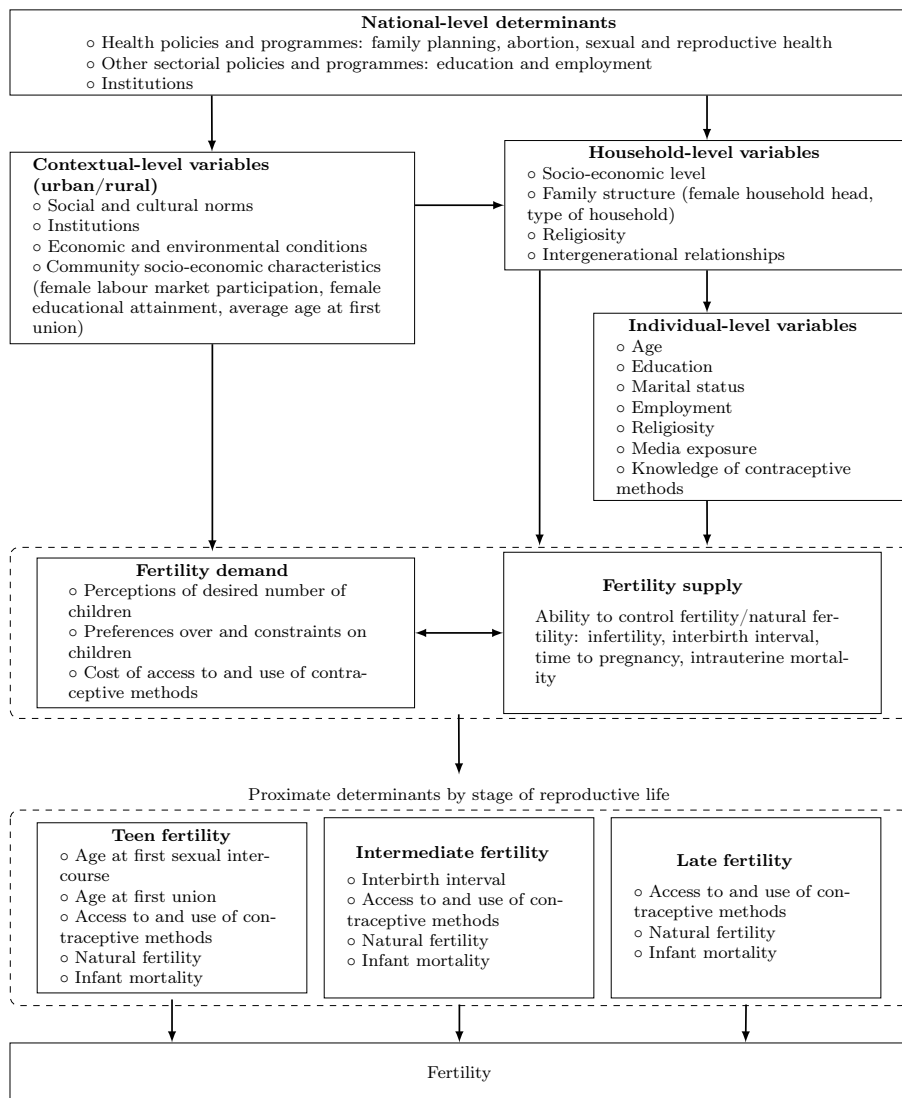 National-level determinants
○ Health policies and programmes: family planning, abortion, sexual and reproductive health
○ Other sectorial policies and programmes: education and employment
○ Institutions
Contextual-level variables
(urban/rural)
○ Social and cultural norms
○ Institutions
○ Economic and environmental conditions
○ Community socio-economic characteristics
(female labour market participation, female
educational attainment, average age at first
union)
Household-level variables
○ Socio-economic level
○ Family structure (female household head,
type of household)
○ Religiosity
○ Intergenerational relationships
Individual-level variables
○ Age
○ Education
○ Marital status
○ Employment
○ Religiosity
○ Media exposure
○ Knowledge of contraceptive
methods
Fertility demand
○ Perceptions of desired number of
children
○ Preferences over and constraints on
children
○ Cost of access to and use of contra-
ceptive methods
Fertility supply
Ability to control fertility/natural fer-
tility: infertility, interbirth interval,
time to pregnancy, intrauterine mortal-
ity
Proximate determinants by stage of reproductive life
Teen fertility
○ Age at first sexual inter-
course
○ Age at first union
○ Access to and use of con-
traceptive methods
○ Natural fertility
○ Infant mortality
Intermediate fertility
○ Interbirth interval
○ Access to and use of con-
traceptive methods
○ Natural fertility
○ Infant mortality
Late fertility
○ Access to and use of con-
traceptive methods
○ Natural fertility
○ Infant mortality
Fertility